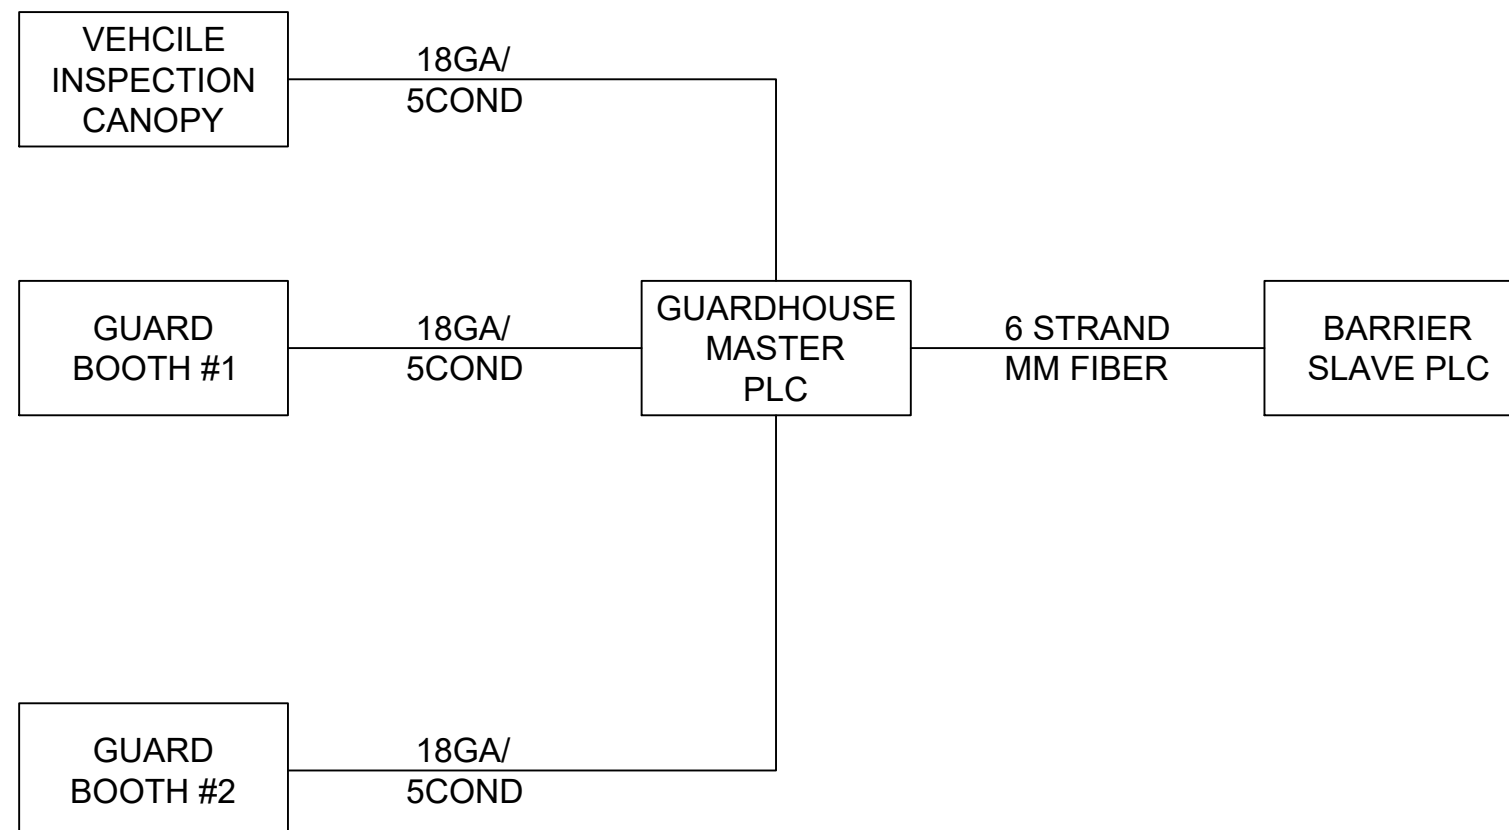 VEHCILE
INSPECTION
CANOPY
18GA/
5COND
GUARD
BOOTH #1
18GA/
5COND
GUARDHOUSE
MASTER
PLC
6 STRAND
MM FIBER
BARRIER
SLAVE PLC
GUARD
BOOTH #2
18GA/
5COND